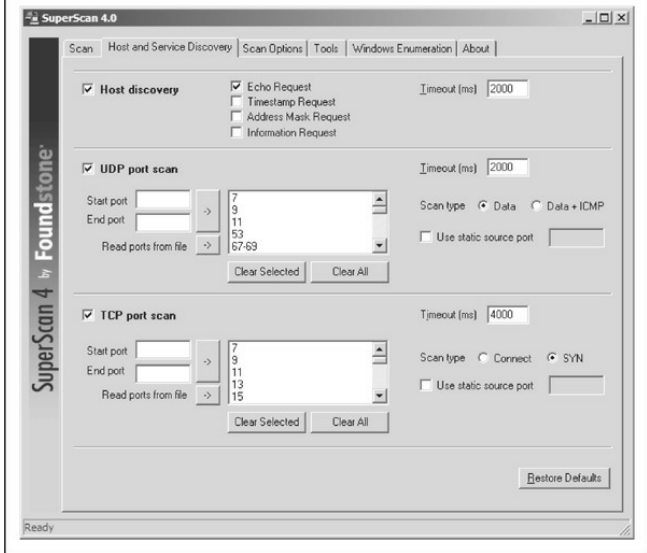 SuperScan 4.0
Scan Host and Service Discovery Scan Options Tools Windows Enumeration About
SuperScan 4 by Foundstone
Host discovery
Echo Request
Timestamp Request
Address Mask Request
Information Request
Timeout (ms) 2000
UDP port scan
Timeout (ms) 2000
Start port
End port
Read ports from file ->
->
7
9
11
53
67-69
Scan type Data Data + ICMP
Use static source port
Clear Selected Clear All
TCP port scan
Timeout (ms) 4000
Start port
End port
Read ports from file ->
->
7
9
11
13
15
Scan type Connect SYN
Use static source port
Clear Selected Clear All
Restore Defaults
Ready